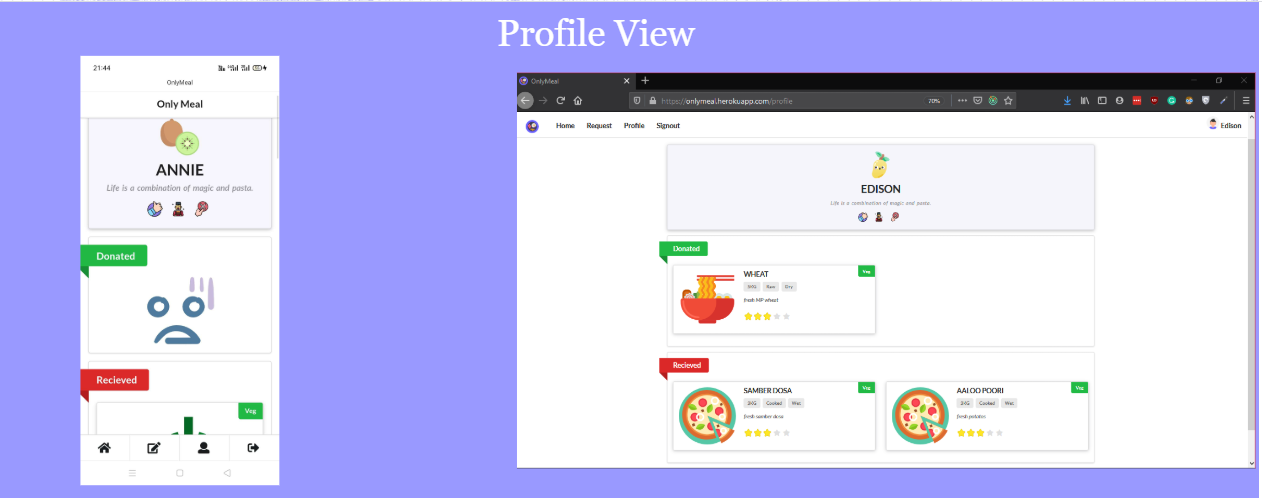 Profile View
21:44
OnlyMeal
Only Meal
ANNIE
Life is a combination of magic and pasta.
Donated
Recieved
Veg
OnlyMeal
https://onlymeal.herokuapp.com/profile
70%
Home Request Profile Signout
Edison
EDISON
Life is a combination of magic and pasta.
Donated
WHEAT
Veg
Raw Dry
fresh MP wheat
Recieved
SAMBER DOSA
Veg
Cooked Wet
fresh samber dosa
AALOO POORI
Veg
Cooked Wet
fresh potatos